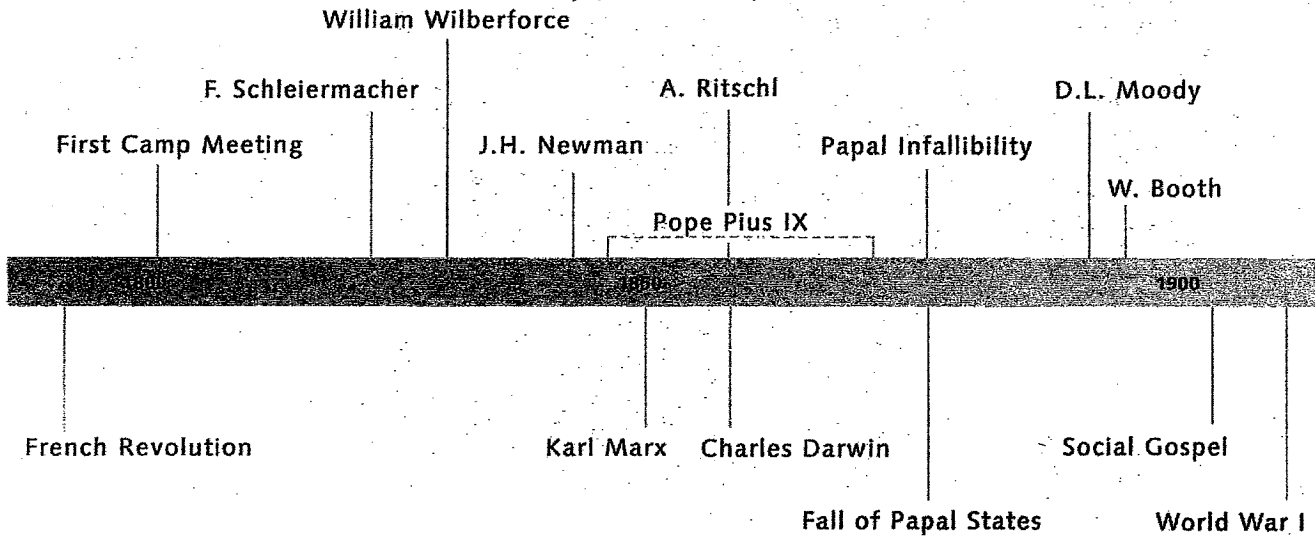 William Wilberforce
F. Schleiermacher
A. Ritschl
D.L. Moody
First Camp Meeting
J.H. Newman
Papal Infallibility
W. Booth
Pope Pius IX
1800
1850
1900
French Revolution
Karl Marx
Charles Darwin
Social Gospel
Fall of Papal States
World War I